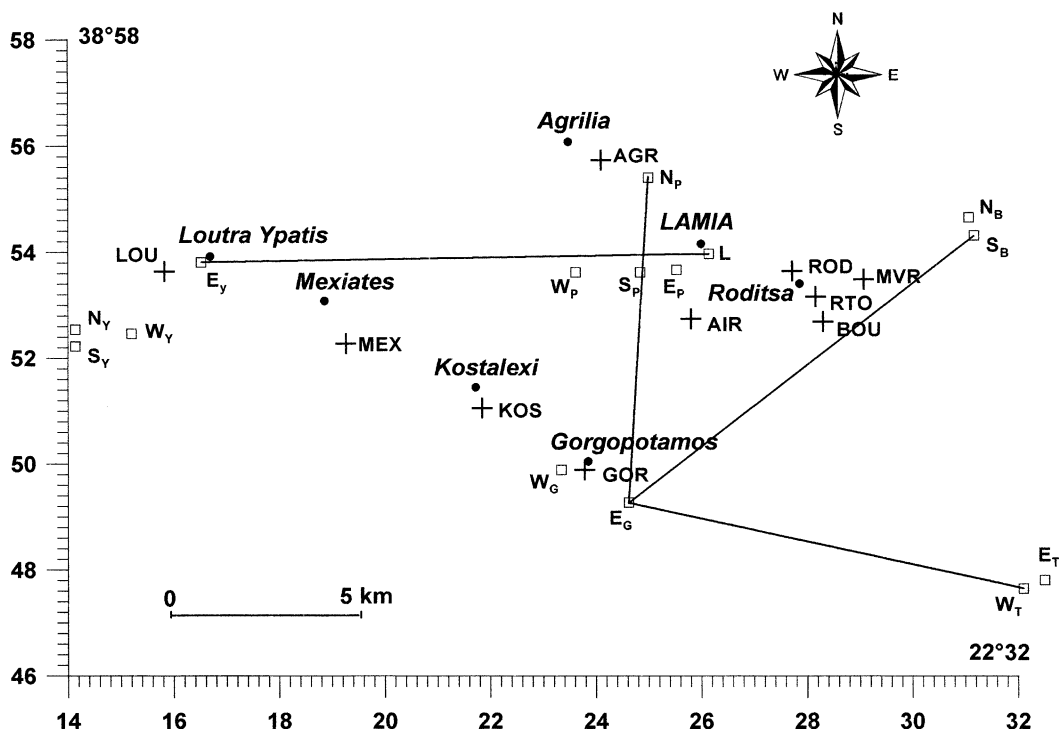 58
38°58
N
W
E
S
Agrilia
56
AGR
N_P
N_B
LAMIA
Loutra Ypatis
S_B
54
LOU
L
E_y
Mexiates
W_P
S_P
E_P
ROD
MVR
Roditsa
RTO
N_Y
W_Y
AIR
BOU
S_Y
MEX
52
Kostalexi
KOS
Gorgopotamos
50
W_G
GOR
E_G
E_T
48
0
5 km
W_T
22°32
46
14
16
18
20
22
24
26
28
30
32